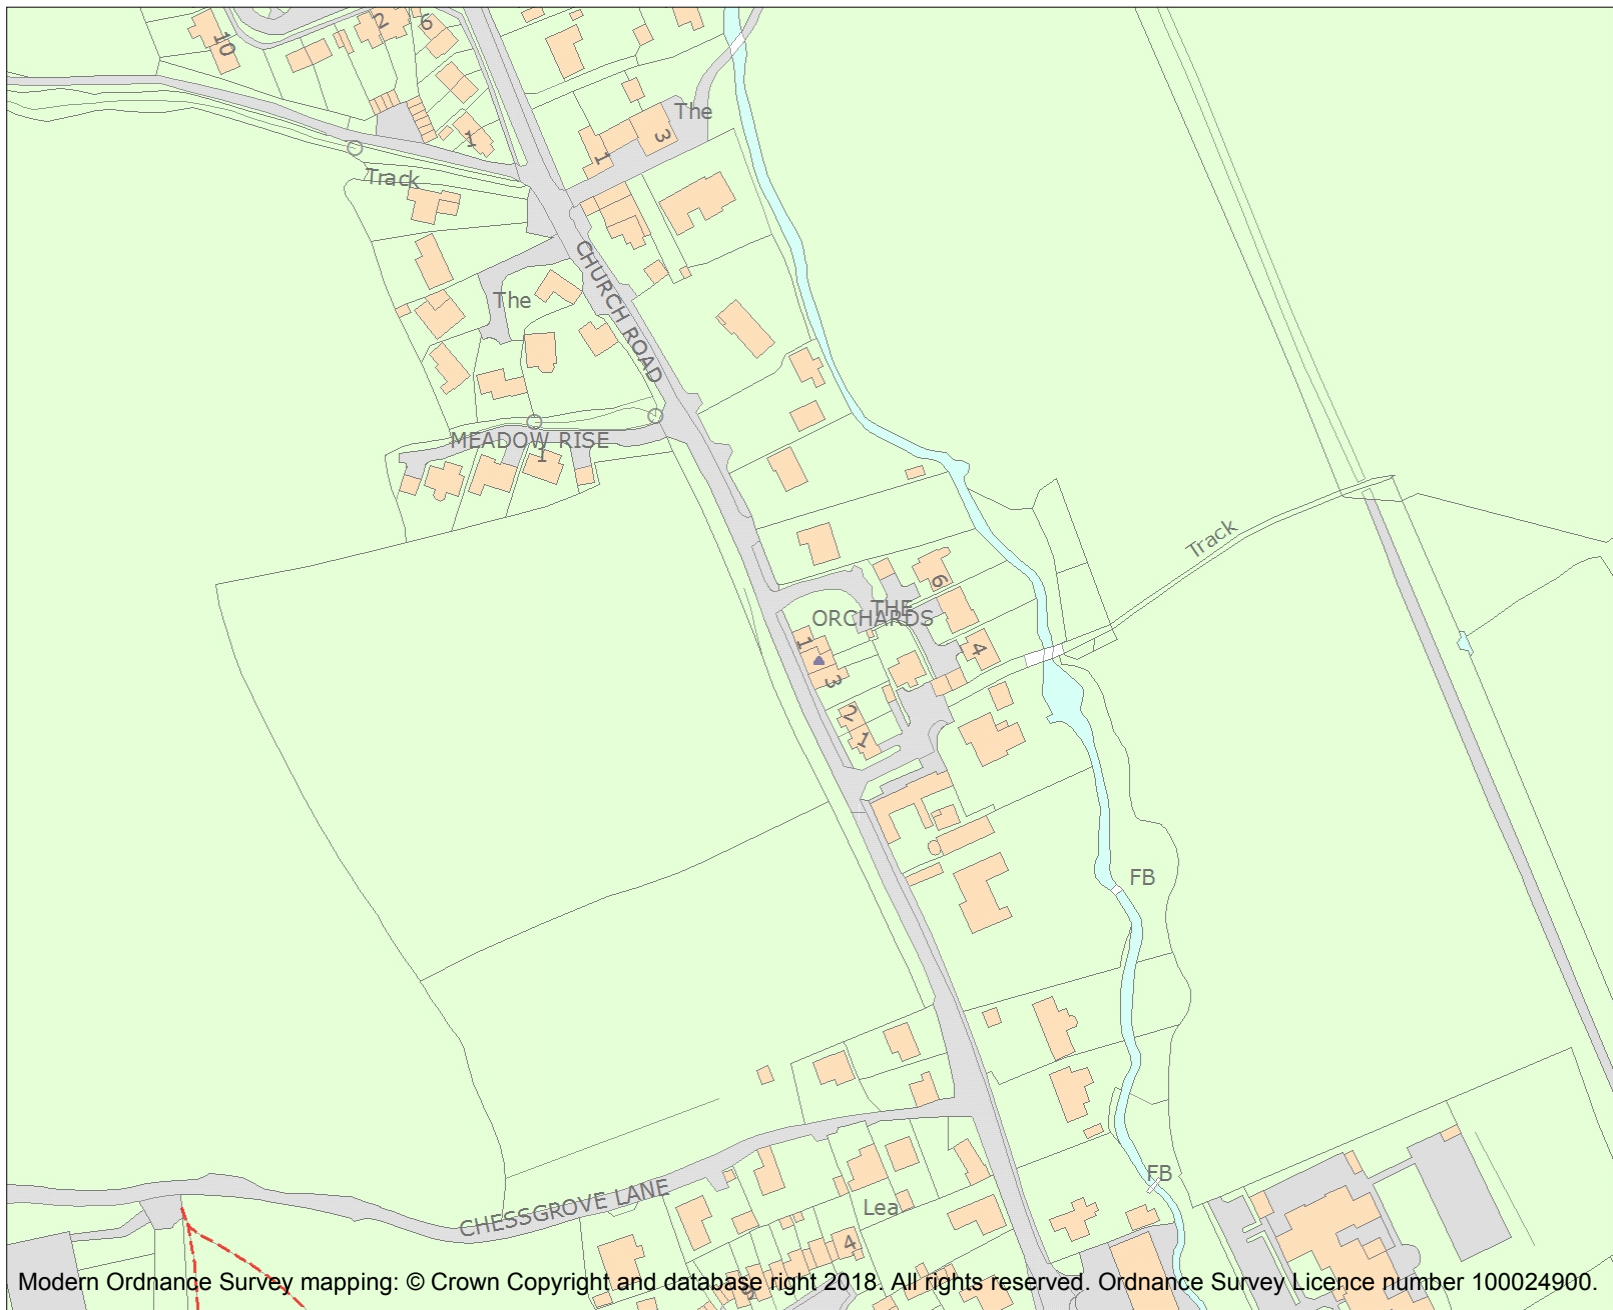 2
6
10
The
3
1
1
Track
CHURCH ROAD
The
MEADOW RISE
1
Track
6
THE
ORCHARDS
1
4
3
2
1
FB
FB
CHESSGROVE LANE
Lea
4
Modern Ordnance Survey mapping: © Crown Copyright and database right 2018. All rights reserved. Ordnance Survey Licence number 100024900.